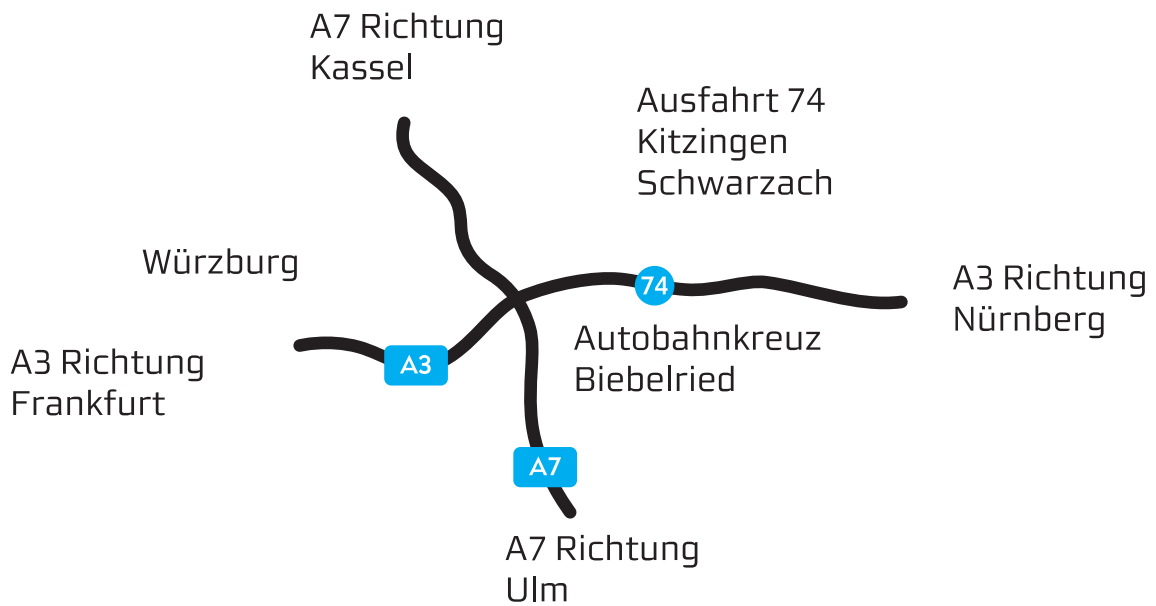 A7 Richtung
Kassel
Ausfahrt 74
Kitzingen
Schwarzach
Würzburg
74
A3 Richtung
Nürnberg
Autobahnkreuz
Biebelried
A3 Richtung
Frankfurt
A3
A7
A7 Richtung
Ulm